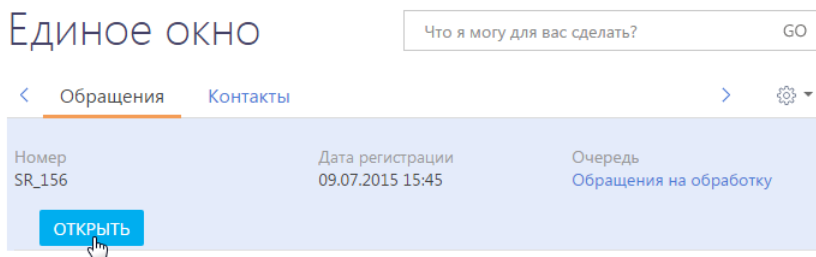 Единое окно
Что я могу для вас сделать? GO
Обращения Контакты
Номер Дата регистрации Очередь
SR_156 09.07.2015 15:45 Обращения на обработку
ОТКРЫТЬ